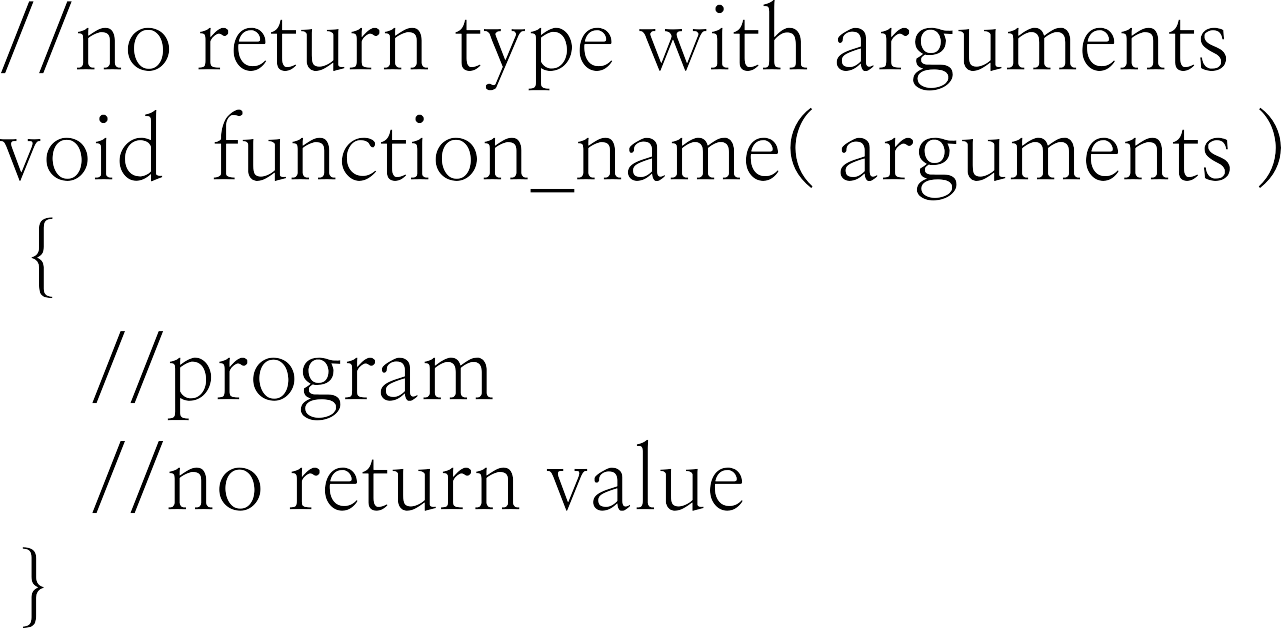 //no return type with arguments
void function_name( arguments )
{
//program
//no return value
}